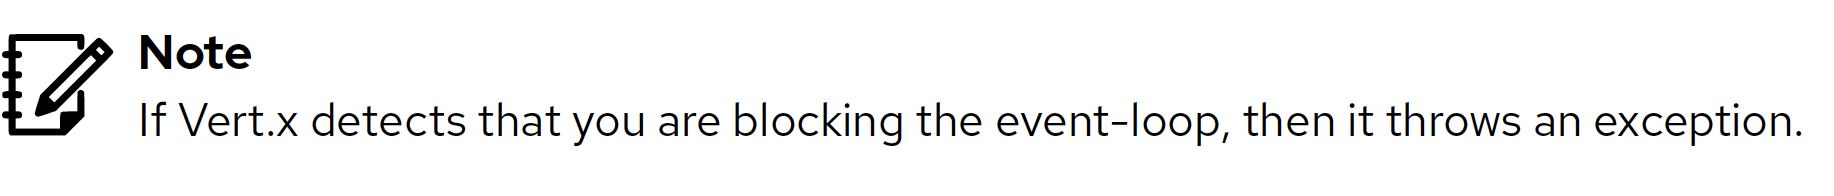 Note
If Vert.x detects that you are blocking the event-loop, then it throws an exception.